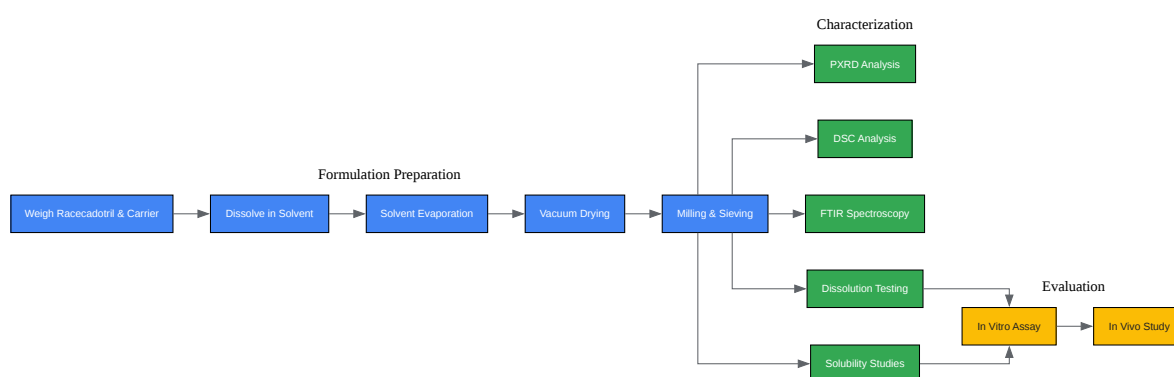 Characterization
PXRD Analysis
DSC Analysis
Formulation Preparation
Weigh Racecadotril & Carrier
Dissolve in Solvent
Solvent Evaporation
Vacuum Drying
Milling & Sieving
FTIR Spectroscopy
Dissolution Testing
Evaluation
In Vitro Assay
In Vivo Study
Solubility Studies